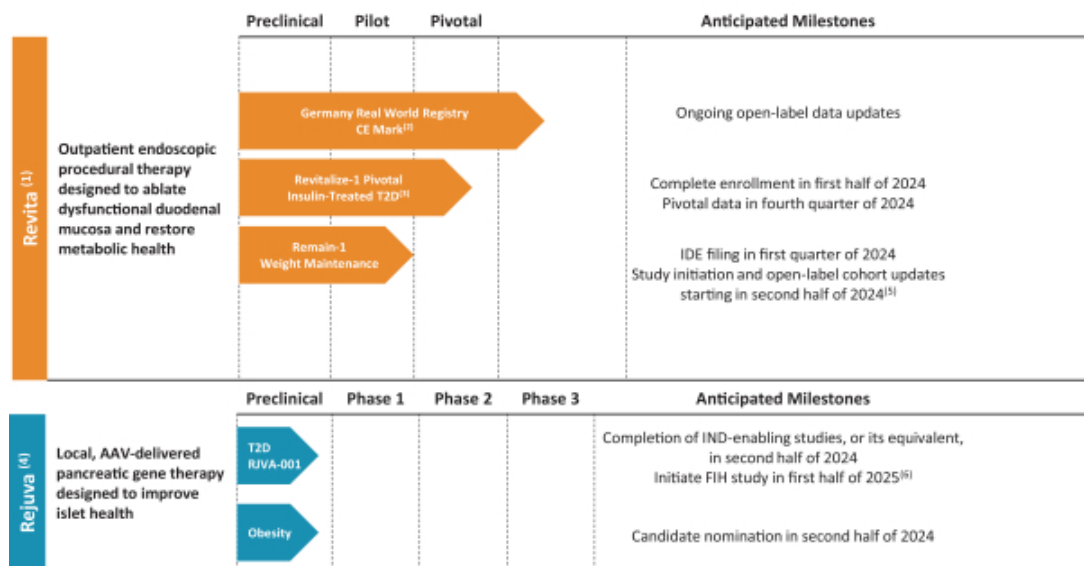 Preclinical Pilot Pivotal Anticipated Milestones
Revita (1)
Outpatient endoscopic
procedural therapy
designed to ablate
dysfunctional duodenal
mucosa and restore
metabolic health
Germany Real World Registry
CE Mark(2)
Ongoing open-label data updates
Revitalize-1 Pivotal
Insulin-Treated T2D(3)
Complete enrollment in first half of 2024
Pivotal data in fourth quarter of 2024
Remain-1
Weight Maintenance
IDE filing in first quarter of 2024
Study initiation and open-label cohort updates
starting in second half of 2024(5)
Preclinical Phase 1 Phase 2 Phase 3 Anticipated Milestones
Rejuva (4)
Local, AAV-delivered
pancreatic gene therapy
designed to improve
islet health
T2D
RJVA-001
Completion of IND-enabling studies, or its equivalent,
in second half of 2024
Initiate FIH study in first half of 2025(6)
Obesity
Candidate nomination in second half of 2024